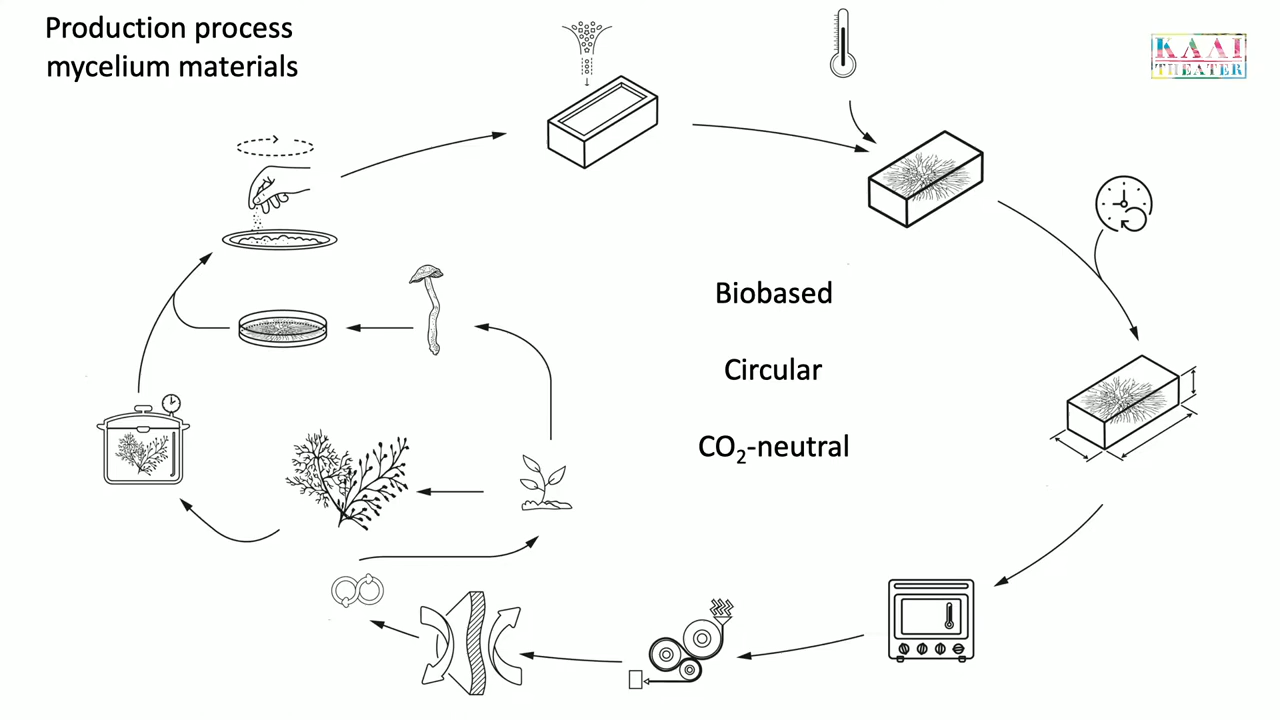 Production process
mycelium materials
KAAI
THEATER
Biobased
Circular
CO₂-neutral